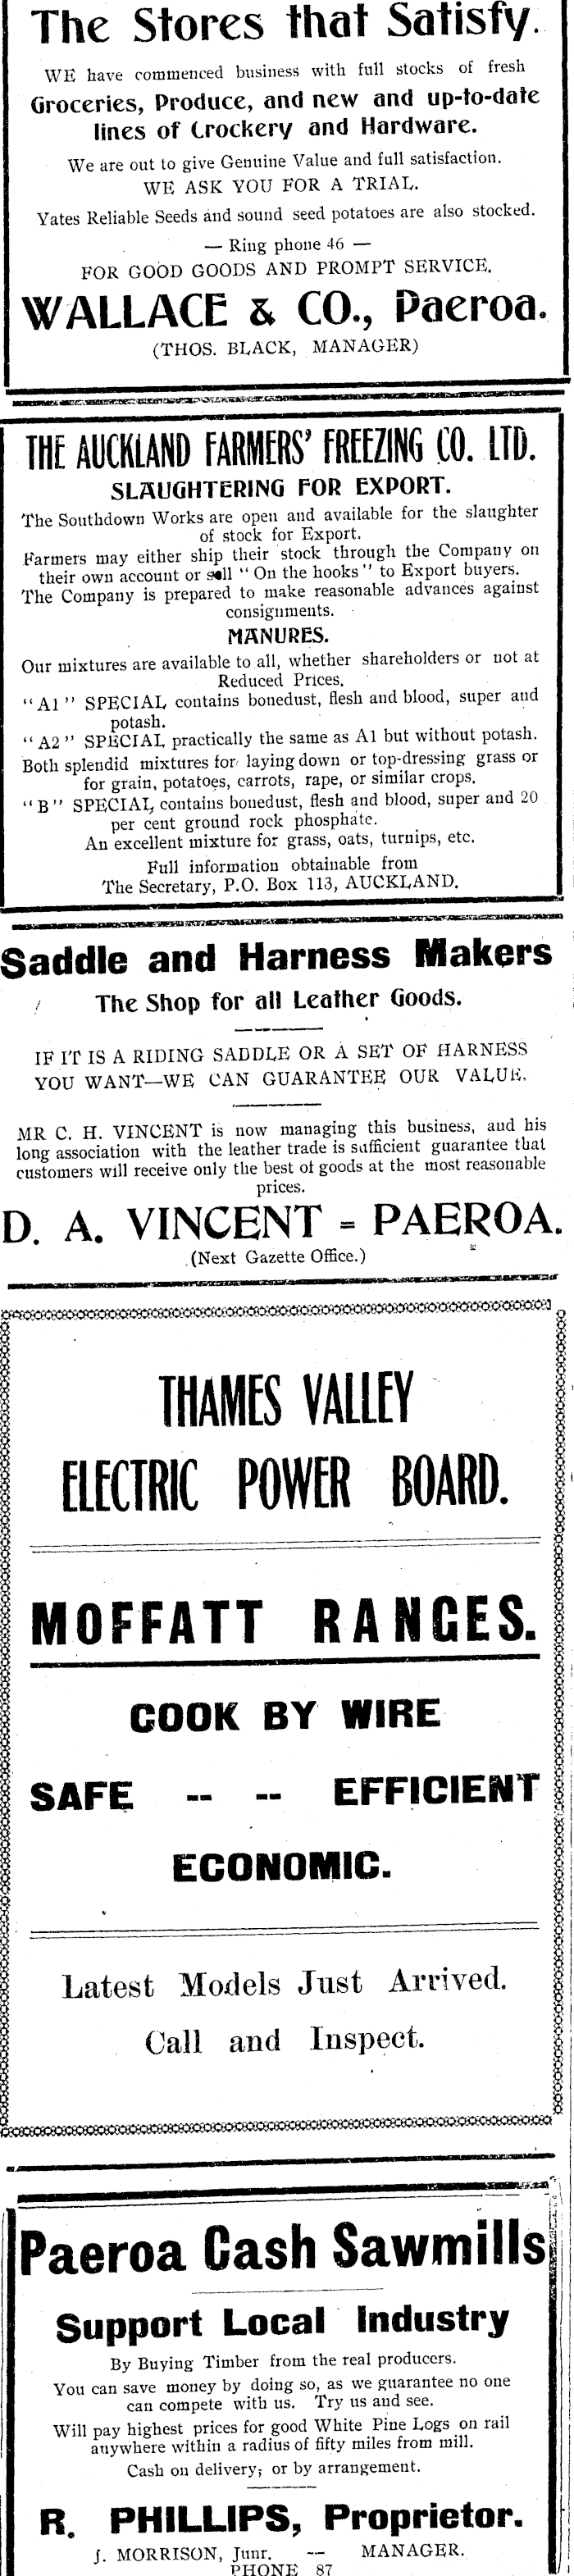 The Stores that Satisfy.
WE have commenced business with full stocks of fresh
Groceries, Produce, and new and up-to-date
lines of Crockery and Hardware.
We are out to give Genuine Value and full satisfaction.
WE ASK YOU FOR A TRIAL.
Yates Reliable Seeds and sound seed potatoes are also stocked.
— Ring phone 46 —
FOR GOOD GOODS AND PROMPT SERVICE.
WALLACE & CO., Paeroa.
(THOS. BLACK, MANAGER)
THE AUCKLAND FARMERS' FREEZING CO. LTD.
SLAUGHTERING FOR EXPORT.
The Southdown Works are open and available for the slaughter
of stock for Export.
Farmers may either ship their stock through the Company on
their own account or sell "On the hooks" to Export buyers.
The Company is prepared to make reasonable advances against
consignments.
MANURES.
Our mixtures are available to all, whether shareholders or not at
Reduced Prices.
"A1" SPECIAL contains bonedust, flesh and blood, super and
potash.
"A2" SPECIAL practically the same as A1 but without potash.
Both splendid mixtures for laying down or top-dressing grass or
for grain, potatoes, carrots, rape, or similar crops.
"B" SPECIAL contains bonedust, flesh and blood, super and 20
per cent ground rock phosphate.
An excellent mixture for grass, oats, turnips, etc.
Full information obtainable from
The Secretary, P.O. Box 113, AUCKLAND.
Saddle and Harness Makers
The Shop for all Leather Goods.
IF IT IS A RIDING SADDLE OR A SET OF HARNESS
YOU WANT—WE CAN GUARANTEE OUR VALUE.
MR C. H. VINCENT is now managing this business, and his
long association with the leather trade is sufficient guarantee that
customers will receive only the best of goods at the most reasonable
prices.
D. A. VINCENT = PAEROA.
(Next Gazette Office.)
THAMES VALLEY
ELECTRIC POWER BOARD.
MOFFATT RANGES.
COOK BY WIRE
SAFE -- -- EFFICIENT
ECONOMIC.
Latest Models Just Arrived.
Call and Inspect.
Paeroa Cash Sawmills
Support Local Industry
By Buying Timber from the real producers.
You can save money by doing so, as we guarantee no one
can compete with us. Try us and see.
Will pay highest prices for good White Pine Logs on rail
anywhere within a radius of fifty miles from mill.
Cash on delivery, or by arrangement.
R. PHILLIPS, Proprietor.
J. MORRISON, Junr. -- MANAGER.
PHONE 87